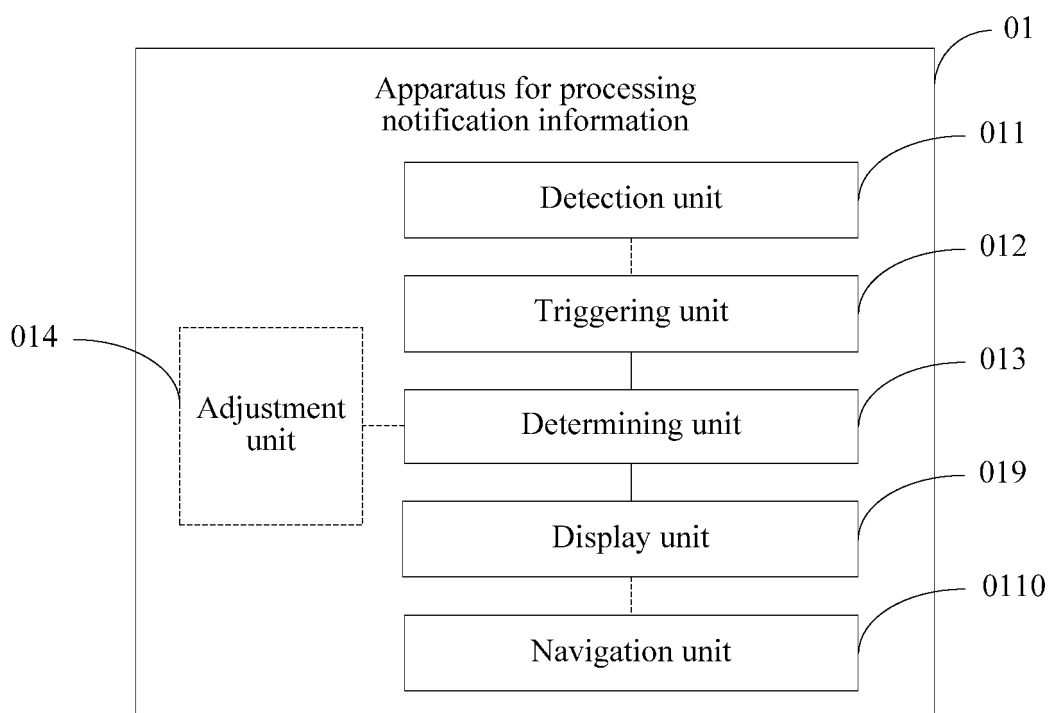 01
Apparatus for processing
notification information
011
Detection unit
012
Triggering unit
014
013
Adjustment
unit
Determining unit
019
Display unit
0110
Navigation unit